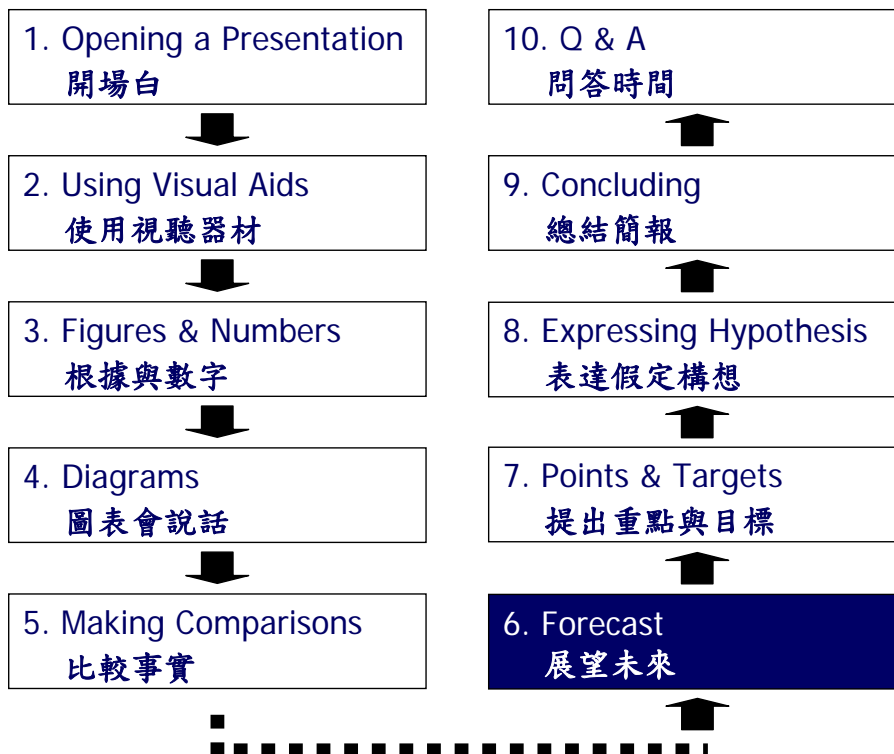 1. Opening a Presentation
開場白
2. Using Visual Aids
使用視聽器材
3. Figures & Numbers
根據與數字
4. Diagrams
圖表會說話
5. Making Comparisons
比較事實
6. Forecast
展望未來
7. Points & Targets
提出重點與目標
8. Expressing Hypothesis
表達假定構想
9. Concluding
總結簡報
10. Q & A
問答時間